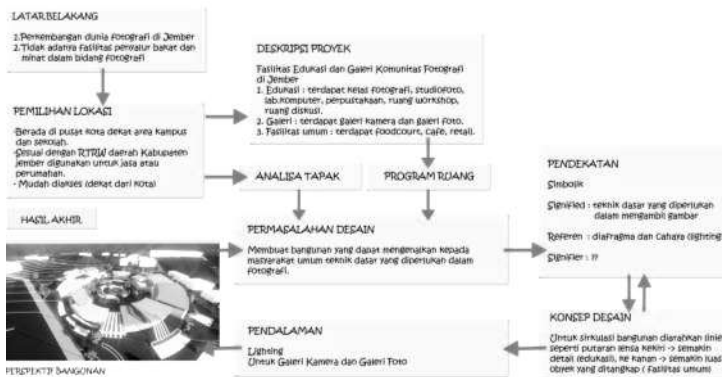 LATARBELAKANG
1.Perkembangan dunia fotografi di Jember
2.Tidak adanya fasilitas penyalur bakat dan
minat dalam bidang fotografi
PEMILIHAN LOKASI
-Berada di pusat kota dekat area kampus
dan sekolah.
-Sesuai dengan RTRW daerah Kabupaten
jember digunakan untuk jasa atau
perumahan.
- Mudah diakses (dekat dari kota)
DESKRIPSI PROYEK
Fasilitas Edukasi dan Galeri Komunitas Fotografi
di Jember
1. Edukasi : terdapat kelas fotografi, studiofoto,
lab.komputer, perpustakaan, ruang workshop,
ruang diskusi.
2. Galeri : terdapat galeri kamera dan galeri foto.
3. Fasilitas umum : terdapat foodcourt, cafe, retail.
ANALISA TAPAK
PROGRAM RUANG
PERMASALAHAN DESAIN
Membuat bangunan yang dapat mengenalkan kepada
masyarakat umum teknik dasar yang diperlukan dalam
fotografi.
PENDEKATAN
Simbolik
Signified : teknik dasar yang diperlukan
dalam mengambil gambar
Referen : diafragma dan Cahaya (lighting
Signifier : ??
KONSEP DESAIN
Untuk sirkulasi bangunan diarahkan linie
seperti putaran lensa kekiri -> semakin
detail (edukasi), ke kanan -> semakin luas
obyek yang ditangkap ( Fasilitas umum)
PENDALAMAN
Lighting
Untuk Galeri Kamera dan Galeri Foto
HASIL AKHIR
PERSPEKTIF BANGUNAN